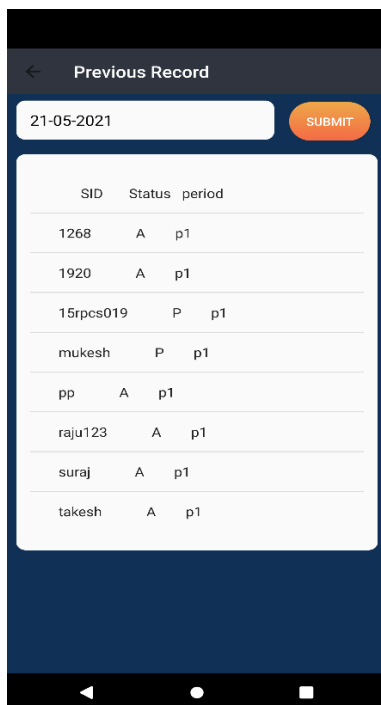 Previous Record
21-05-2021 SUBMIT
SID Status period
1268 A p1
1920 A p1
15rpcs019 P p1
mukesh P p1
pp A p1
raju123 A p1
suraj A p1
takesh A p1